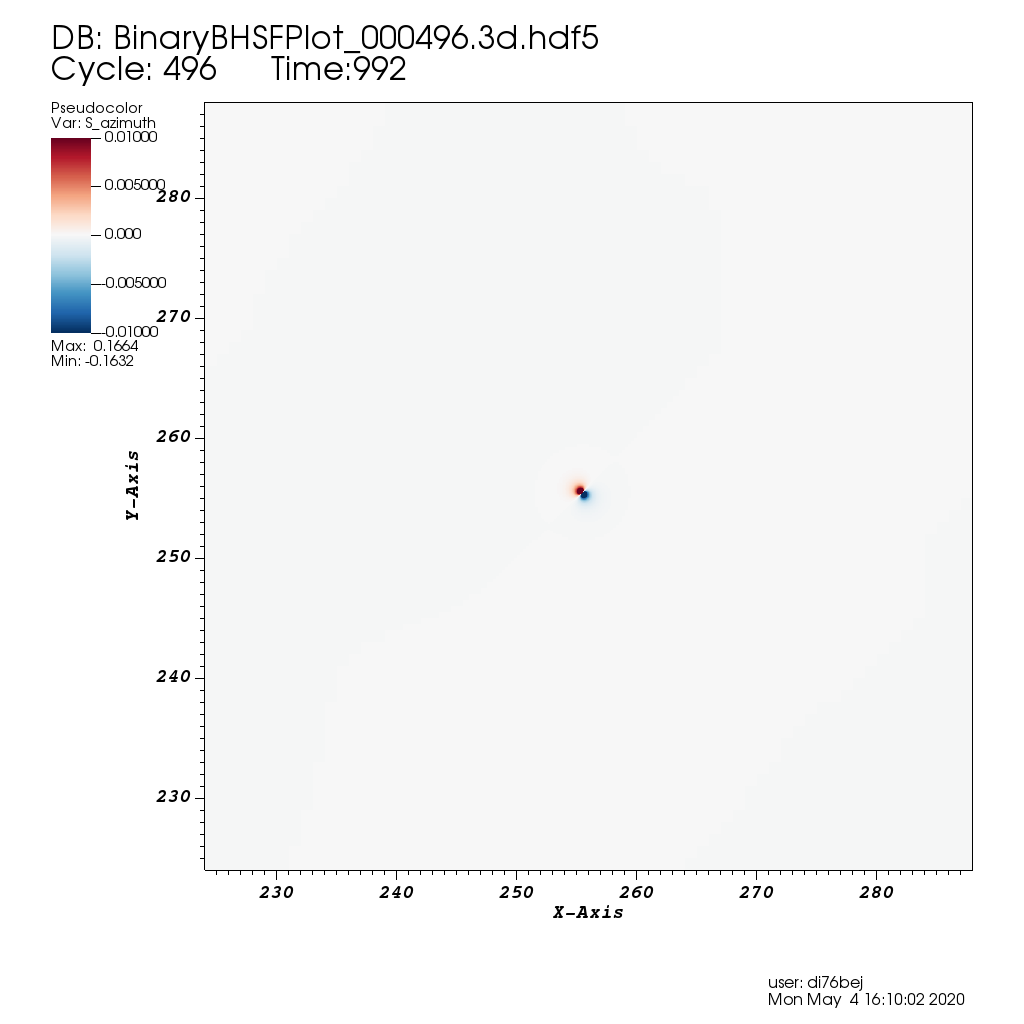 DB: BinaryBHSFPlot_000496.3d.hdf5
Cycle: 496 Time:992
Pseudocolor
Var: S_azimuth
0.01000
0.005000
0.000
-0.005000
-0.01000
Max: 0.1664
Min: -0.1632
280
270
260
250
240
230
Y-Axis
230 240 250 260 270 280
X-Axis
user: di76bej
Mon May 4 16:10:02 2020